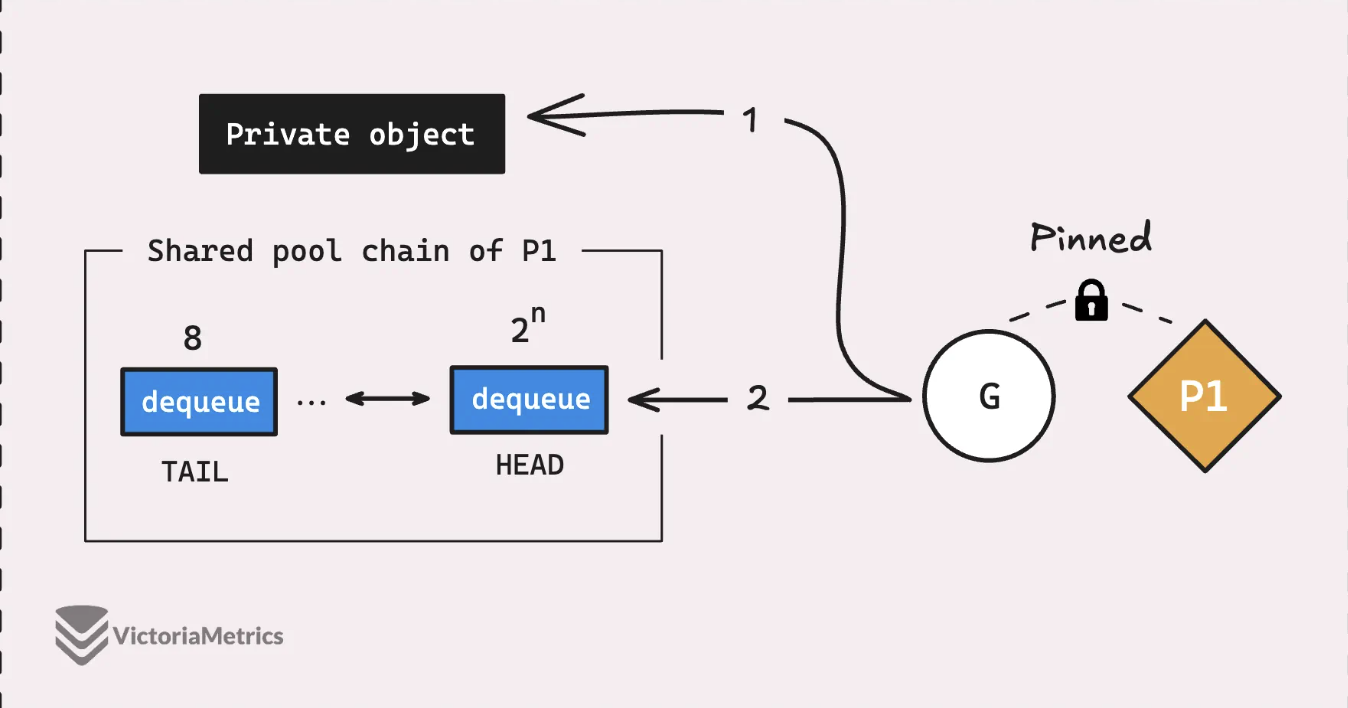 Private object
1
Pinned
Shared pool chain of P1
8
2^n
dequeue
...
dequeue
2
G
P1
TAIL
HEAD
VictoriaMetrics